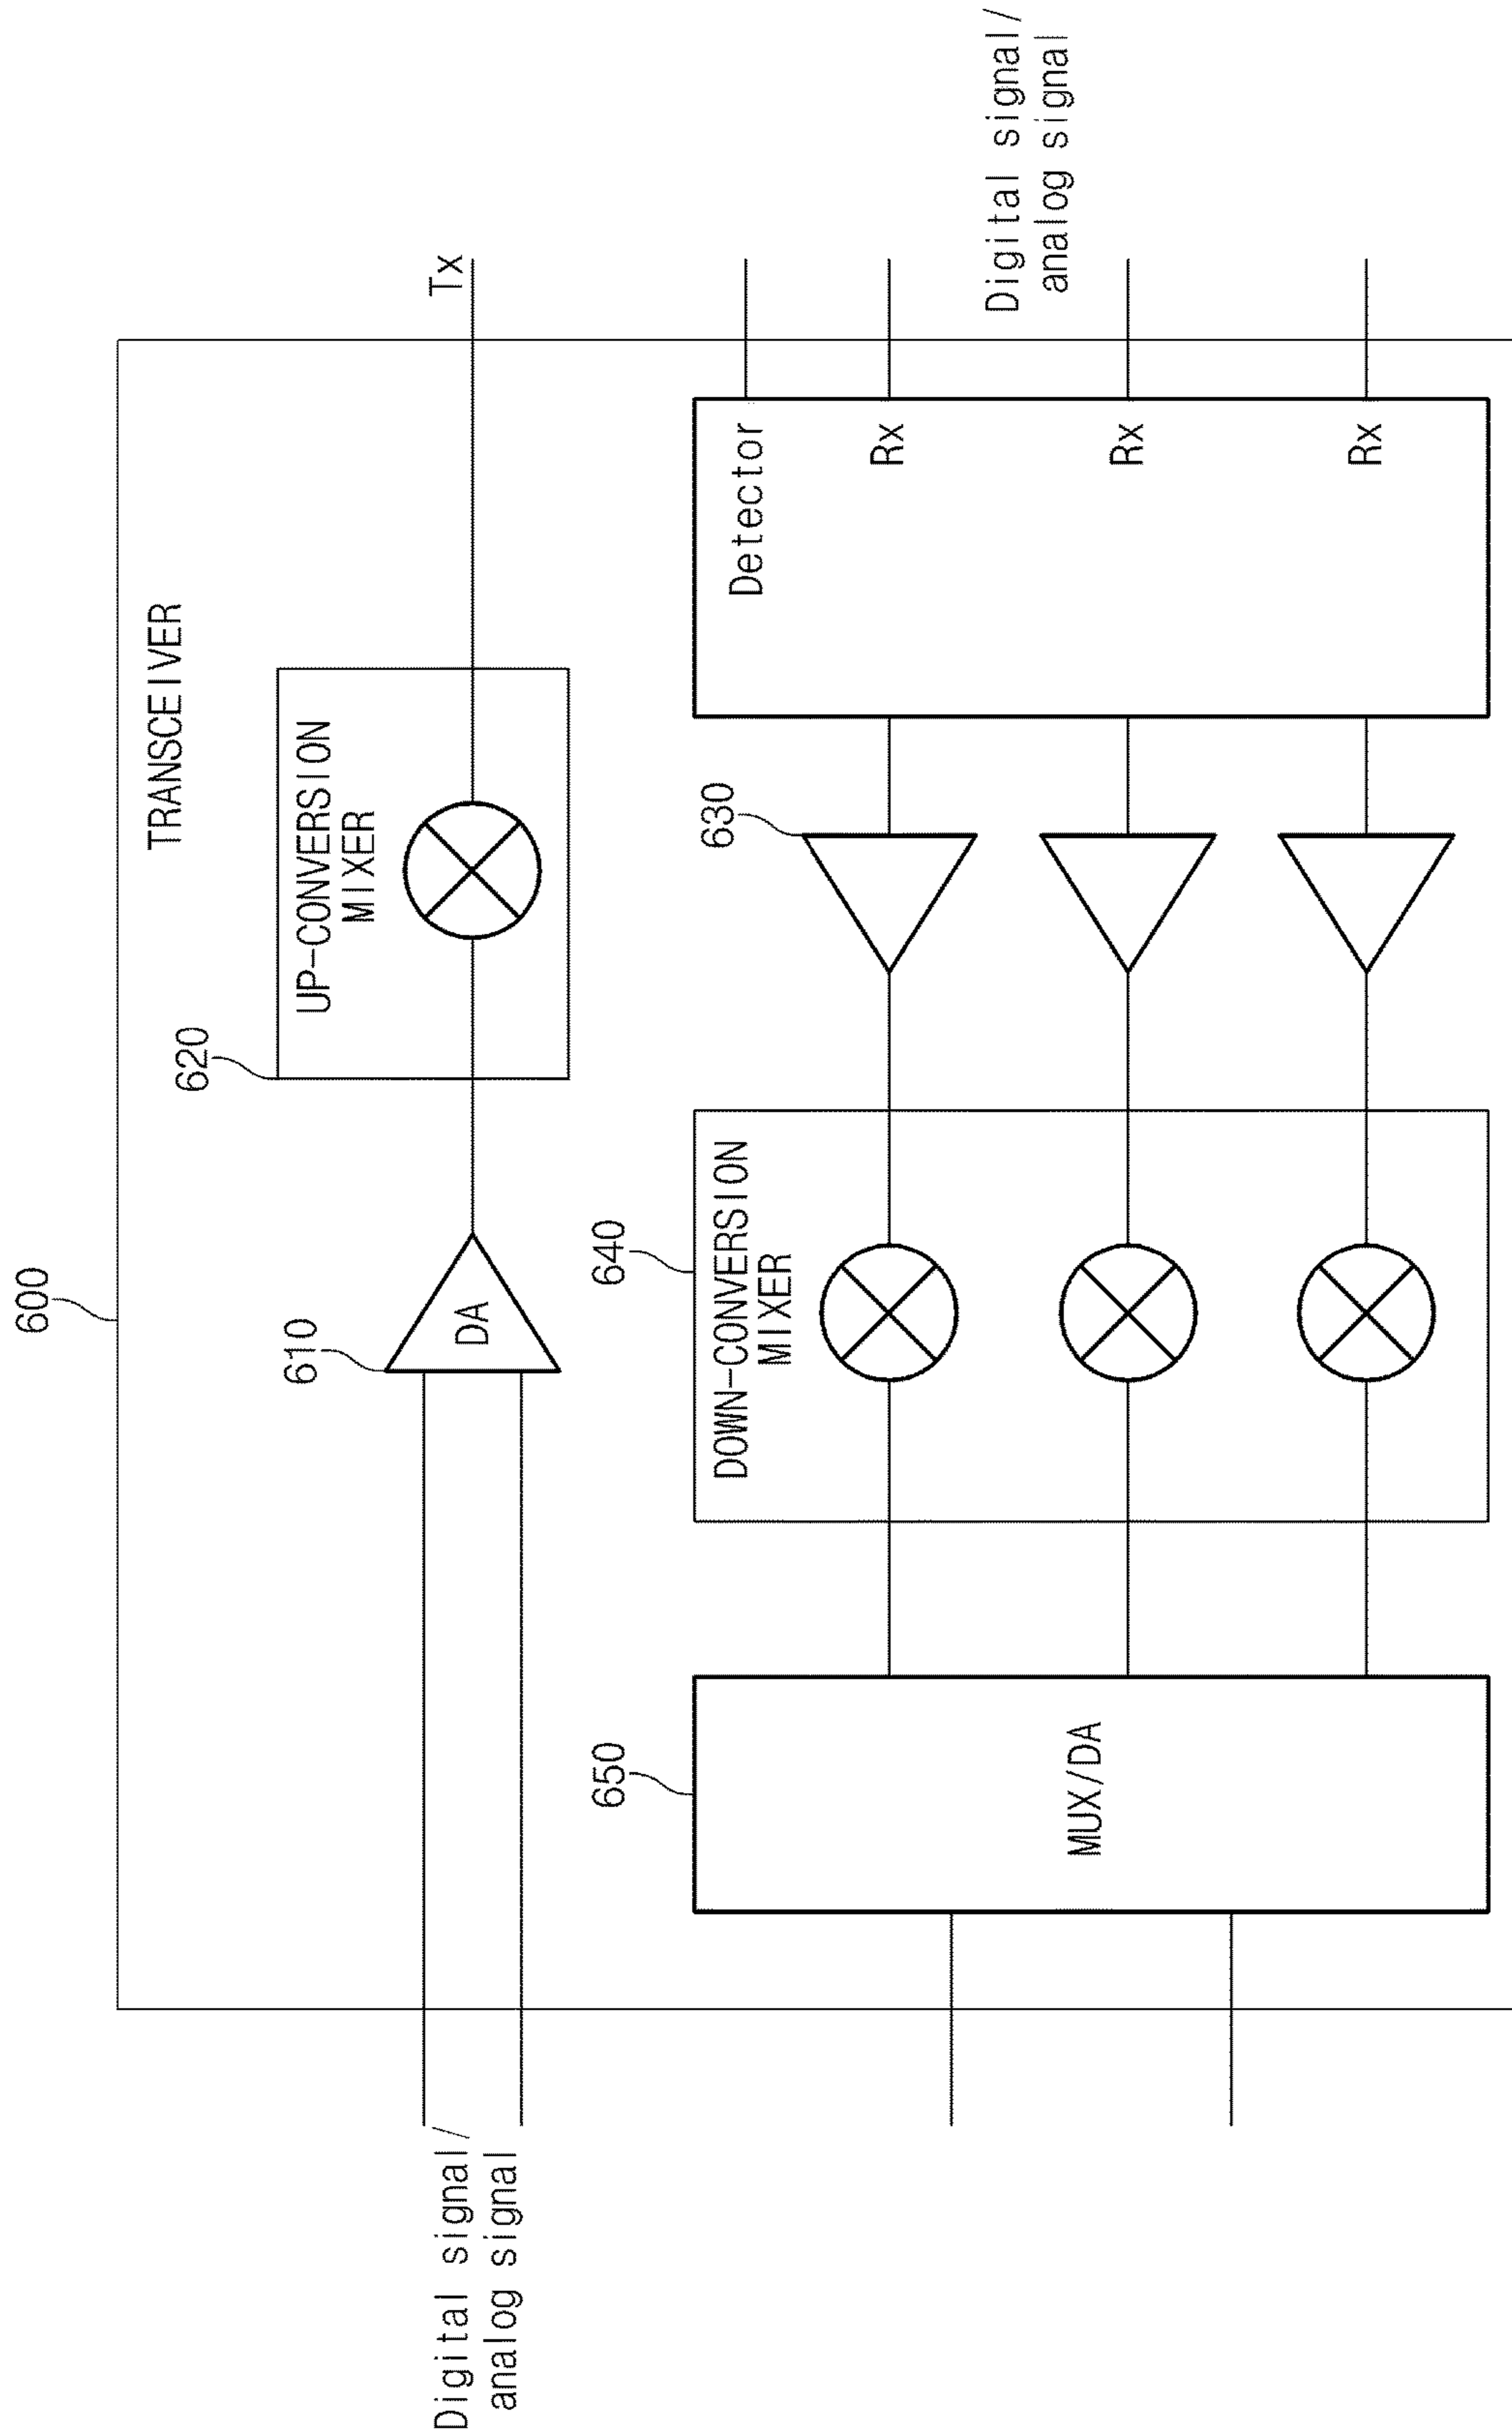 600
TRANSCEIVER
620
UP-CONVERSION
MIXER
610
DA
Tx
Digital signal/
analog signal
650
MUX/DA
640
DOWN-CONVERSION
MIXER
630
Detector
Rx
Rx
Rx
Digital signal/
analog signal